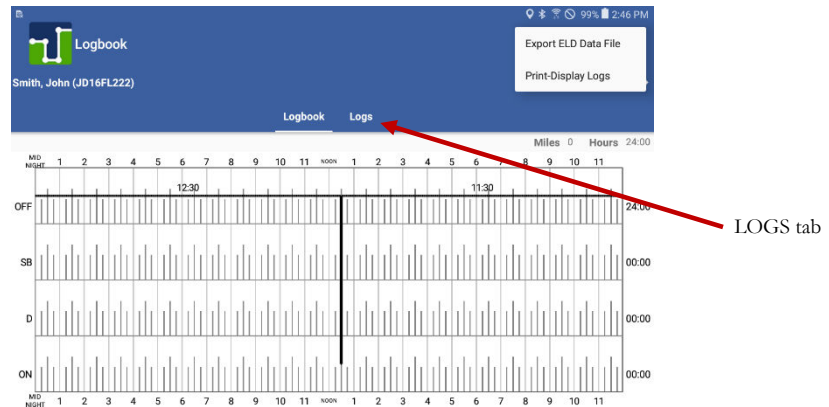 99% 2:46 PM
Logbook
Export ELD Data File
Smith, John (JD16FL222)
Print-Display Logs
Logbook Logs
Miles 0 Hours 24:00
MID NIGHT 1 2 3 4 5 6 7 8 9 10 11 NOON 1 2 3 4 5 6 7 8 9 10 11
12:30 11:30
OFF 24:00
LOGS tab
SB 00:00
D 00:00
ON 00:00
MID NIGHT 1 2 3 4 5 6 7 8 9 10 11 NOON 1 2 3 4 5 6 7 8 9 10 11